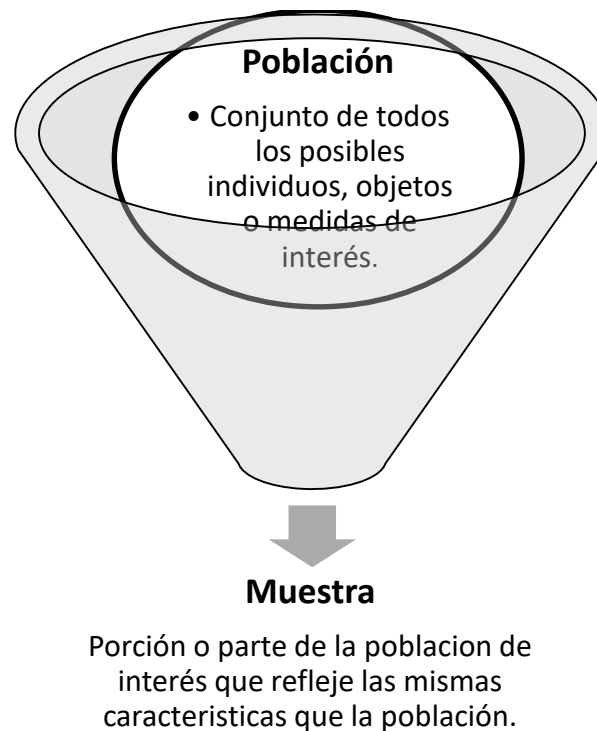 Población
• Conjunto de todos
los posibles
individuos, objetos
o medidas de
interés.
Muestra
Porción o parte de la poblacion de
interés que refleje las mismas
caracteristicas que la población.